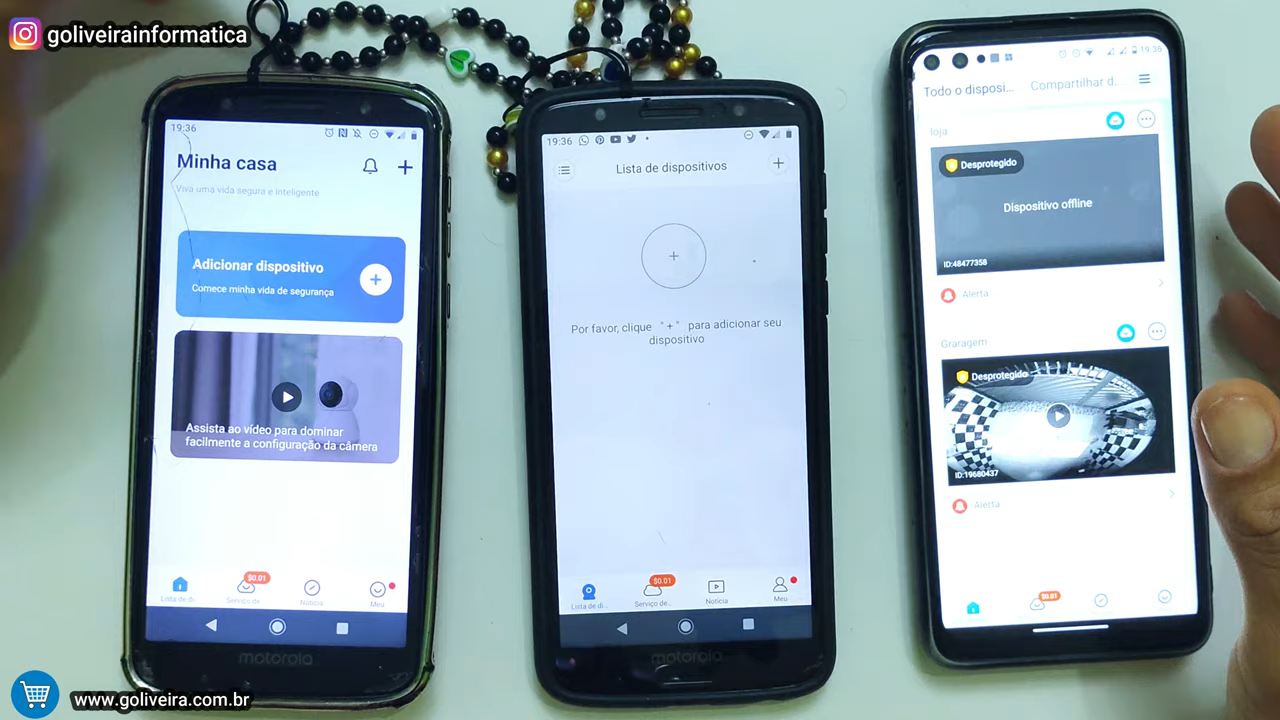 goliveirainformatica
19:36
Minha casa
Viva uma vida segura e inteligente
Adicionar dispositivo
Comece minha vida de segurança
Assista ao vídeo para dominar
facilmente a configuração da câmera
Lista de di..
$0.01
Serviço de..
Notícia
Meu
motorola
19:36
Lista de dispositivos
Por favor, clique "+" para adicionar seu
dispositivo
Lista de di...
$0.01
Serviço de..
Notícia
Meu
motorola
19:36
Todo o disposi...
Compartilhar d...
loja
Desprotegido
Dispositivo offline
ID:48477358
Alerta
Graragem
Desprotegido
ID:19680437
Alerta
$0.01
www.goliveira.com.br